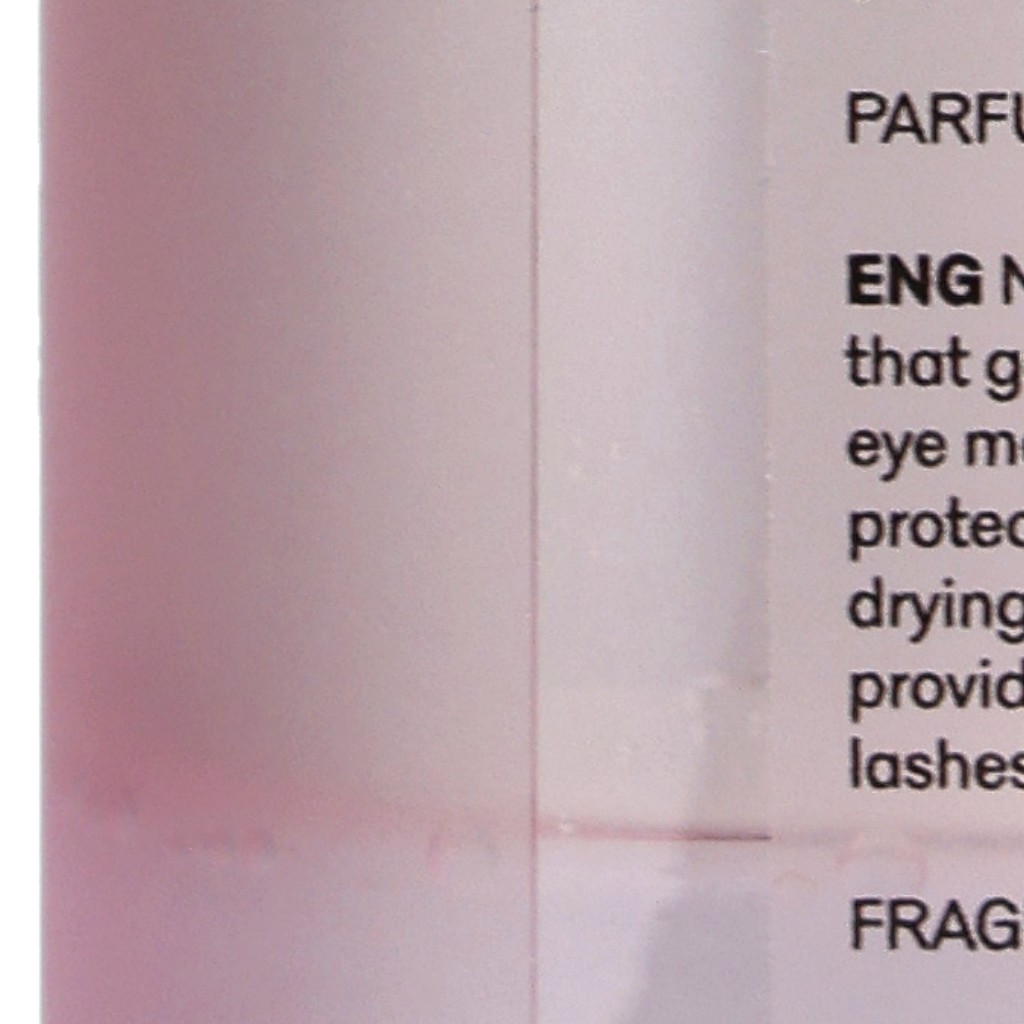 PARFU
ENG N
that g
eye m
protec
drying
provid
lashes
FRAG